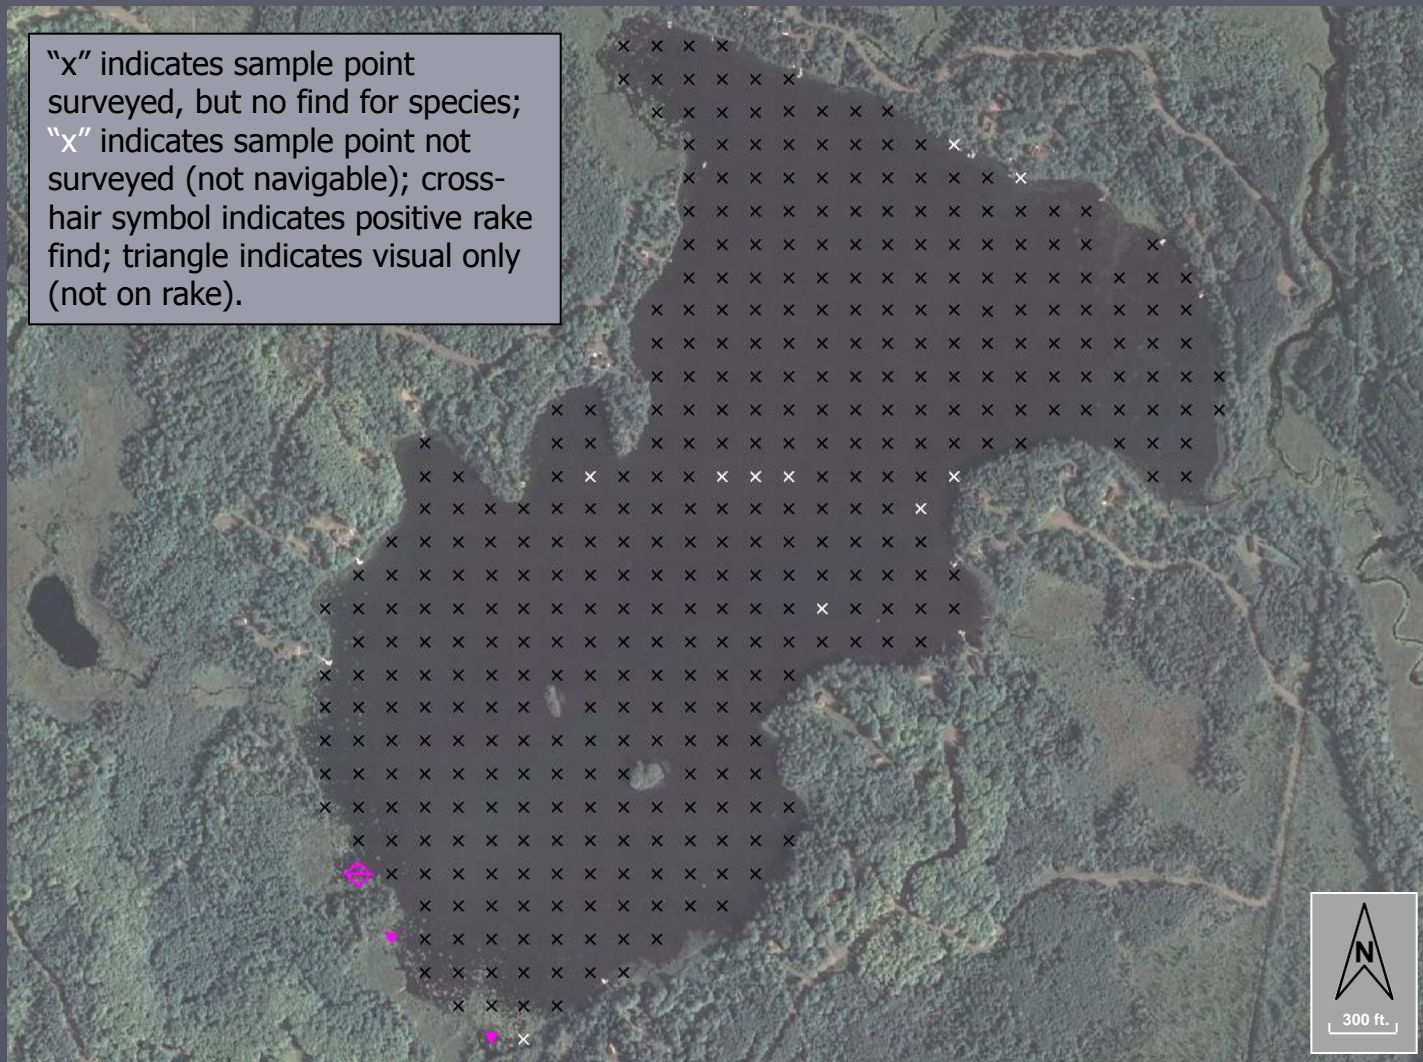 “x” indicates sample point
surveyed, but no find for species;
“x” indicates sample point not
surveyed (not navigable); cross-
hair symbol indicates positive rake
find; triangle indicates visual only
(not on rake).
N
300 ft.